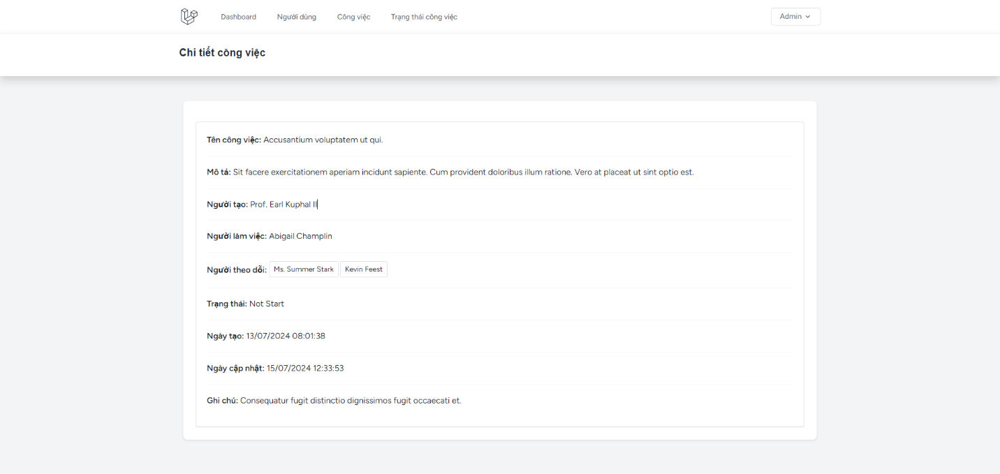 Dashboard Người dùng Công việc Trạng thái công việc Admin
Chi tiết công việc
Tên công việc: Accusantium voluptatem ut qui.
Mô tả: Sit facere exercitationem aperiam incidunt sapiente. Cum provident doloribus illum ratione. Vero at placeat ut sint optio est.
Người tạo: Prof. Earl Kuphal II
Người làm việc: Abigail Champlin
Người theo dỗi: Ms. Summer Stark Kevin Feest
Trạng thái: Not Start
Ngày tạo: 13/07/2024 08:01:38
Ngày cập nhật: 15/07/2024 12:33:53
Ghi chú: Consequatur fugit distinctio dignissimos fugit occaecati et.